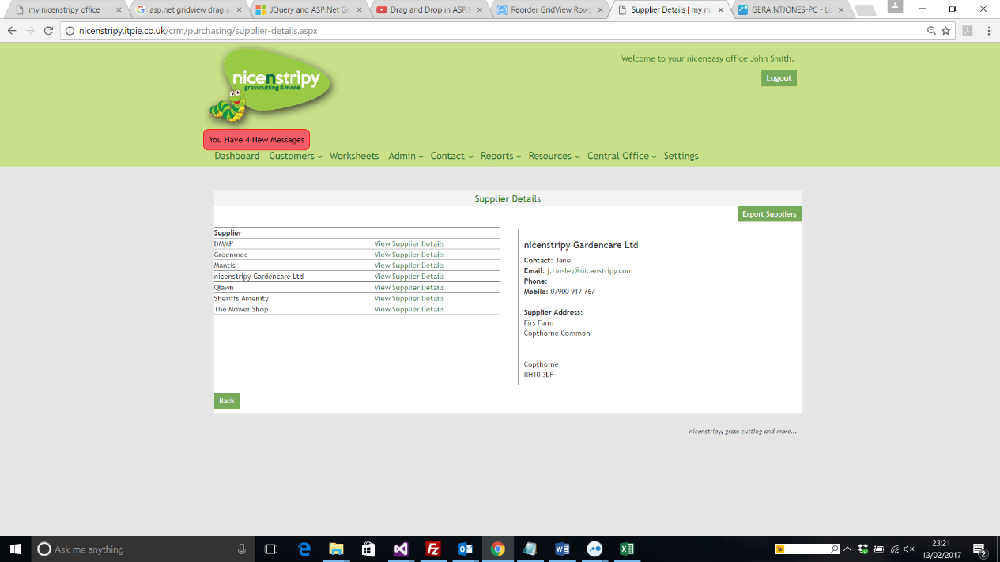 my nicenstripy office
asp.net gridview drag a
JQuery and ASP.Net Gri
Drag and Drop in ASP.N
Reorder GridView Rows
Supplier Details | my ni
GERAINTJONES-PC - Lo
nicenstripy.itpie.co.uk/crm/purchasing/supplier-details.aspx
Welcome to your niceneasy office John Smith.
Logout
nicenstripy
grasscutting & more
You Have 4 New Messages
Dashboard Customers Worksheets Admin Contact Reports Resources Central Office Settings
Supplier Details
Export Suppliers
Supplier
DMMP View Supplier Details
Greenmec View Supplier Details
Mantis View Supplier Details
nicenstripy Gardencare Ltd View Supplier Details
Qlawn View Supplier Details
Sheriffs Amenity View Supplier Details
The Mower Shop View Supplier Details
nicenstripy Gardencare Ltd
Contact: Jane
Email: j.tinsley@nicenstripy.com
Phone:
Mobile: 07900 917 767
Supplier Address:
Firs Farm
Copthorne Common
Copthorne
RH10 3LF
Back
nicenstripy, grass cutting and more...
Ask me anything
23:21
13/02/2017
2